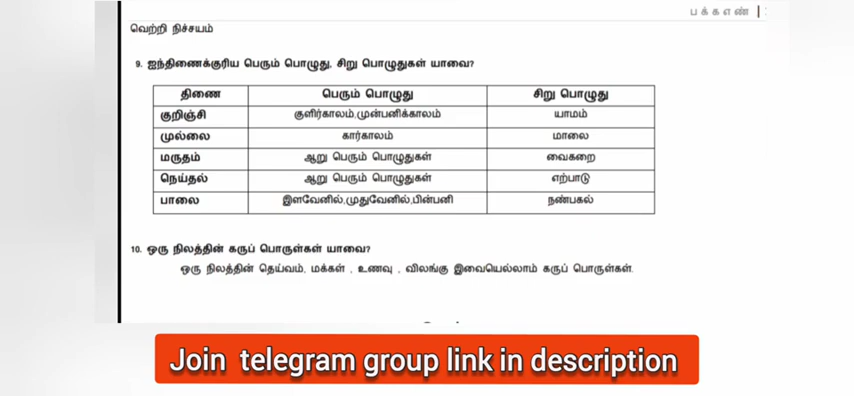 பக்கஎண் |
வெற்றி நிச்சயம்
9. ஐந்திணைக்குரிய பெரும் பொழுது, சிறு பொழுதுகள் யாவை?
திணை பெரும் பொழுது சிறு பொழுது
குறிஞ்சி குளிர்காலம்,முன்பனிக்காலம் யாமம்
முல்லை கார்காலம் மாலை
மருதம் ஆறு பெரும் பொழுதுகள் வைகறை
நெய்தல் ஆறு பெரும் பொழுதுகள் எற்பாடு
பாலை இளவேனில்,முதுவேனில்,பின்பனி நண்பகல்
10. ஒரு நிலத்தின் கருப் பொருள்கள் யாவை?
ஒரு நிலத்தின் தெய்வம், மக்கள் , உணவு , விலங்கு இவையெல்லாம் கருப் பொருள்கள்.
Join telegram group link in description